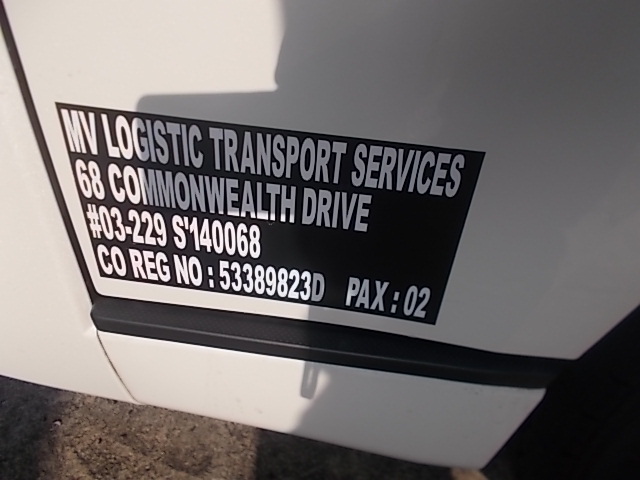 MV LOGISTIC TRANSPORT SERVICES
68 COMMONWEALTH DRIVE
#03-229 S'140068
CO REG NO : 53389823D PAX : 02